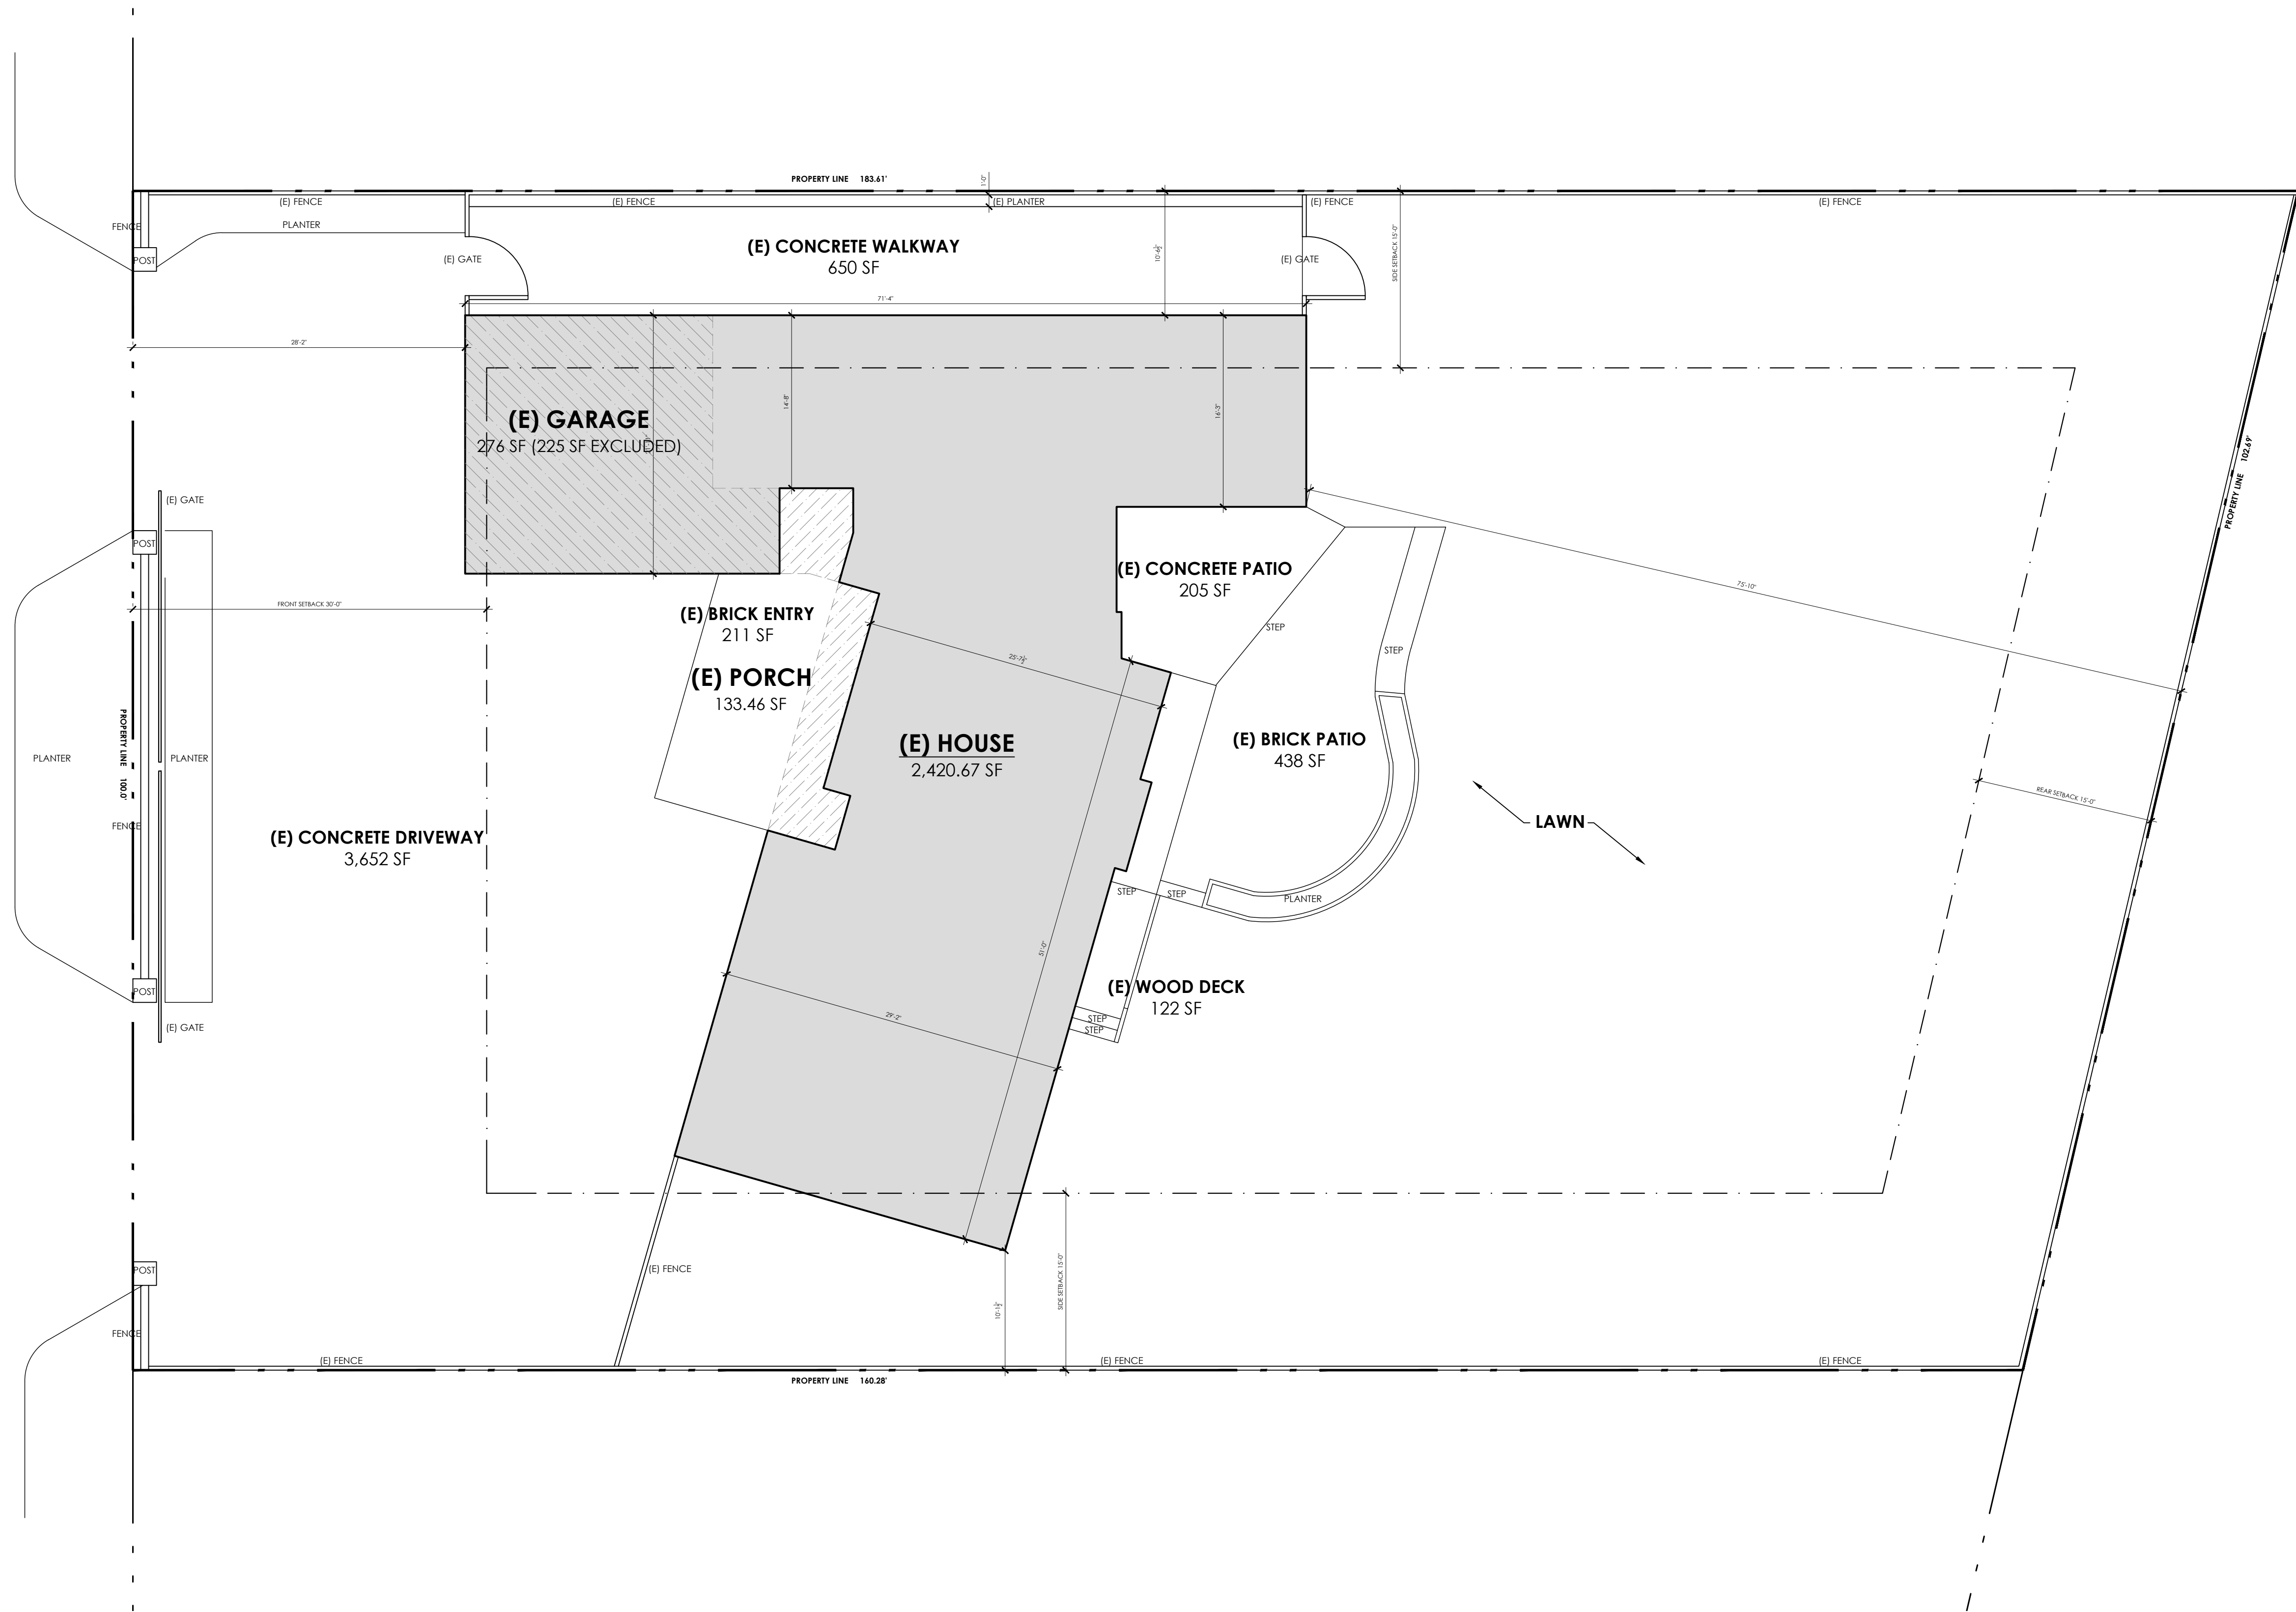 PROPERTY LINE 183.61'
1'-0"
(E) FENCE
(E) FENCE
(E) PLANTER
(E) FENCE
(E) FENCE
FENCE
PLANTER
POST
(E) GATE
(E) CONCRETE WALKWAY
650 SF
10'-6½"
(E) GATE
SIDE SETBACK 15'-0"
71'-4"
28'-2"
14'-8"
16'-3"
(E) GARAGE
276 SF (225 SF EXCLUDED)
PROPERTY LINE 102.69'
(E) GATE
POST
(E) CONCRETE PATIO
205 SF
75'-10"
FRONT SETBACK 30'-0"
(E) BRICK ENTRY
211 SF
STEP
STEP
25'-7½"
(E) PORCH
133.46 SF
PROPERTY LINE 100.0'
PLANTER
PLANTER
(E) HOUSE
2,420.67 SF
(E) BRICK PATIO
438 SF
REAR SETBACK 15'-0"
LAWN
FENCE
(E) CONCRETE DRIVEWAY
3,652 SF
STEP
STEP
PLANTER
51'-0"
POST
(E) WOOD DECK
122 SF
29'-2"
STEP
STEP
(E) GATE
POST
(E) FENCE
10'-1½"
SIDE SETBACK 15'-0"
FENCE
(E) FENCE
(E) FENCE
(E) FENCE
PROPERTY LINE 160.28'